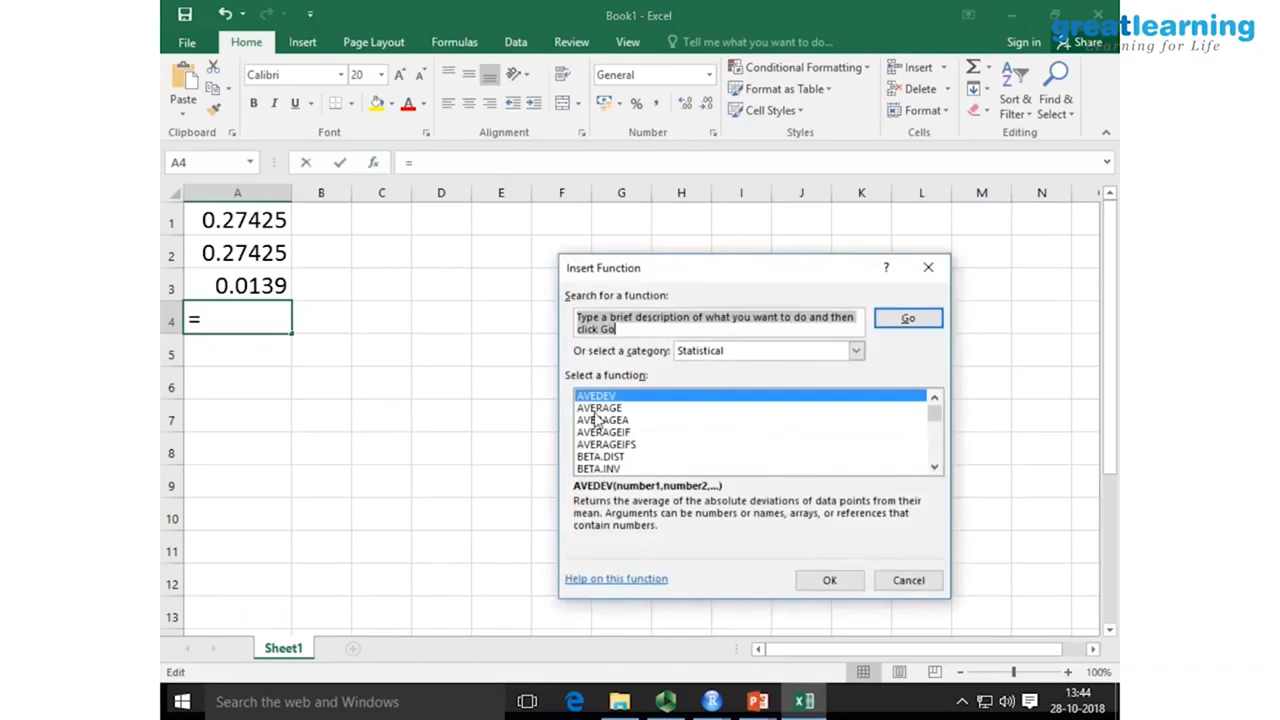 Book1 - Excel
greatlearning
Learning for Life
File Home Insert Page Layout Formulas Data Review View Tell me what you want to do... Sign in Share
Paste
Calibri 20
General
Conditional Formatting
Format as Table
Cell Styles
Insert
Delete
Format
Sort & Filter
Find & Select
B I U
Clipboard Font Alignment Number Styles Cells Editing
A4 fx =
A B C D E F G H I J K L M N
1 0.27425
2 0.27425
3 0.0139
4 =
5
6
7
8
9
10
11
12
13
Insert Function ?
Search for a function:
Type a brief description of what you want to do and then
click Go
Go
Or select a category: Statistical
Select a function:
AVEDEV
AVERAGE
AVERAGEA
AVERAGEIF
AVERAGEIFS
BETA.DIST
BETA.INV
AVEDEV(number1,number2,...)
Returns the average of the absolute deviations of data points from their
mean. Arguments can be numbers or names, arrays, or references that
contain numbers.
Help on this function
OK Cancel
Sheet1
Edit
100%
Search the web and Windows
13:44
28-10-2018